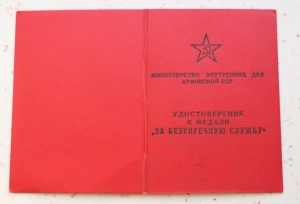 МИНИСТЕРСТВО ВНУТРЕННИХ ДЕЛ
АРМЯНСКОЙ ССР
УДОСТОВЕРЕНИЕ
К МЕДАЛИ
„ЗА БЕЗУПРЕЧНУЮ СЛУЖБУ“